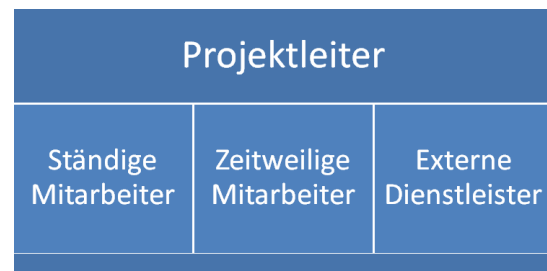 Projektleiter
Ständige
Mitarbeiter
Zeitweilige
Mitarbeiter
Externe
Dienstleister